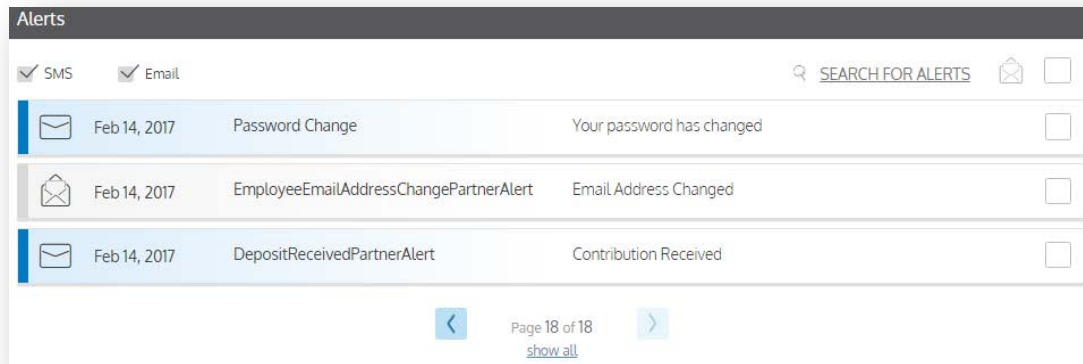 Alerts
SMS Email SEARCH FOR ALERTS
Feb 14, 2017 Password Change Your password has changed
Feb 14, 2017 EmployeeEmailAddressChangePartnerAlert Email Address Changed
Feb 14, 2017 DepositReceivedPartnerAlert Contribution Received
Page 18 of 18
show all